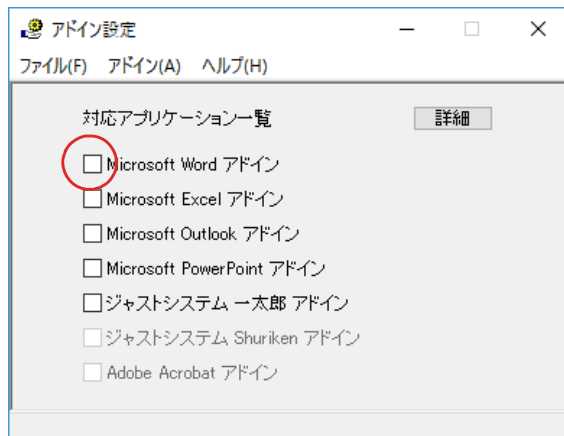 アドイン設定
ファイル(F) アドイン(A) ヘルプ(H)
対応アプリケーション一覧 詳細
Microsoft Word アドイン
Microsoft Excel アドイン
Microsoft Outlook アドイン
Microsoft PowerPoint アドイン
ジャストシステム 一太郎 アドイン
ジャストシステム Shuriken アドイン
Adobe Acrobat アドイン